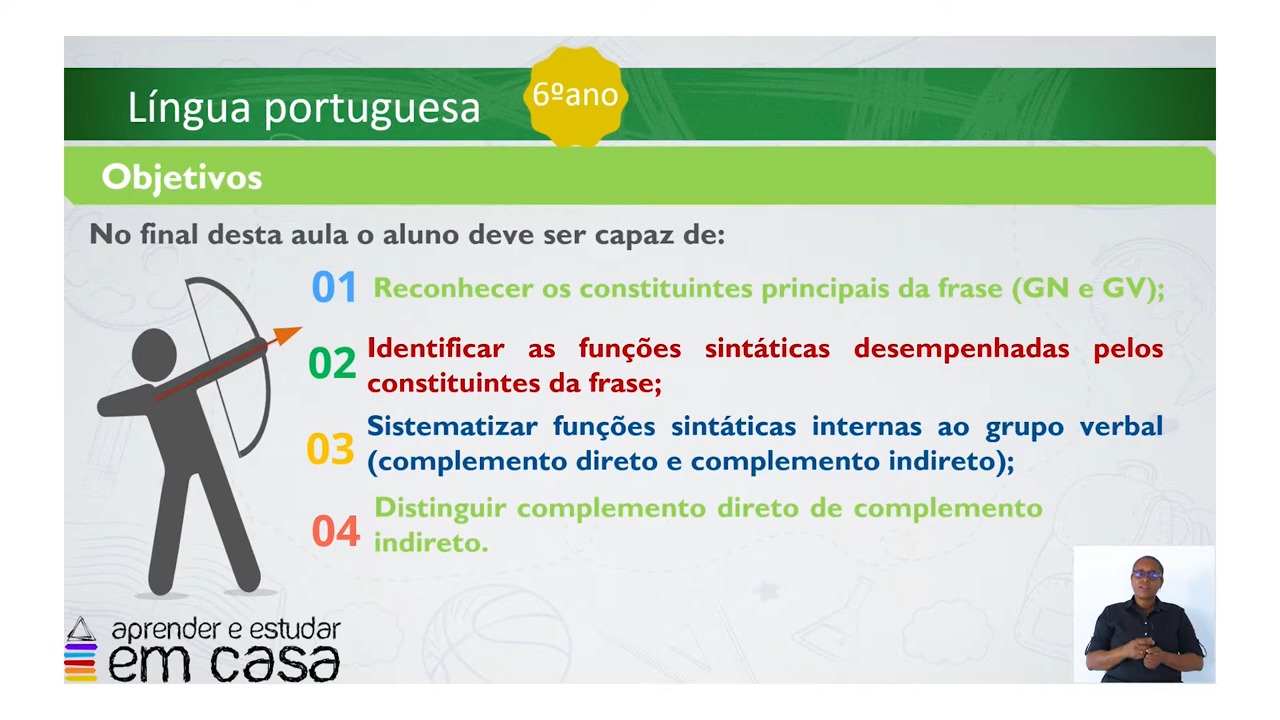 Língua portuguesa
6ºano
Objetivos
No final desta aula o aluno deve ser capaz de:
01 Reconhecer os constituintes principais da frase (GN e GV);
02 Identificar as funções sintáticas desempenhadas pelos
constituintes da frase;
03 Sistematizar funções sintáticas internas ao grupo verbal
(complemento direto e complemento indireto);
04 Distinguir complemento direto de complemento
indireto.
aprender e estudar
em casa